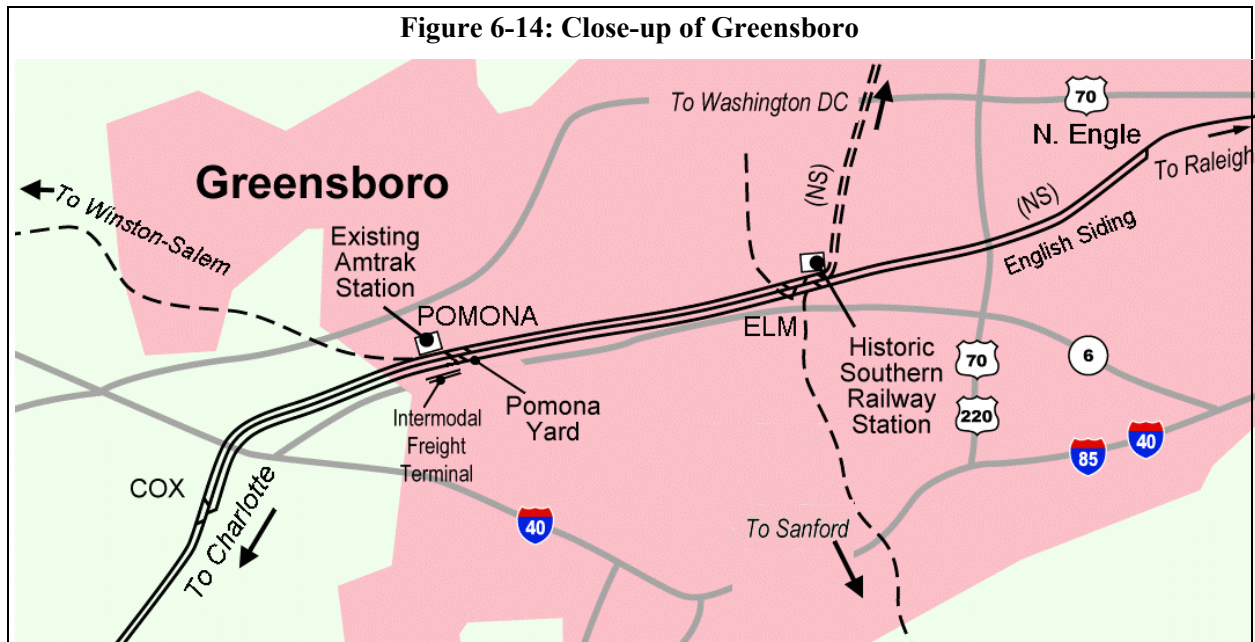 Figure 6-14: Close-up of Greensboro
To Washington DC
70
N. Engle
To Raleigh
(NS)
(NS)
English Siding
Greensboro
To Winston-Salem
Existing
Amtrak
Station
POMONA
ELM
Historic
Southern
Railway
Station
70
220
6
85
40
Intermodal
Freight
Terminal
Pomona
Yard
COX
To Charlotte
40
To Sanford